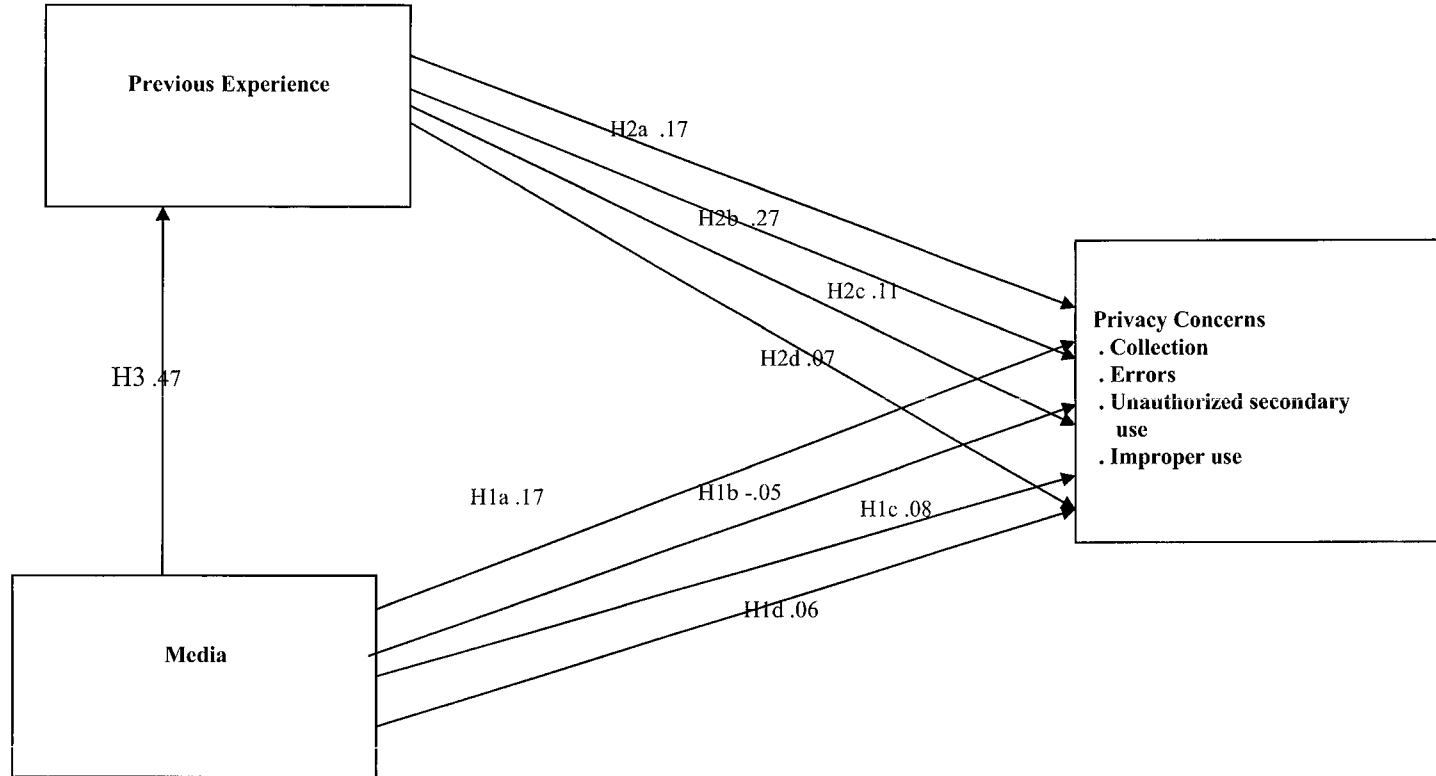 Previous Experience
H2a .17
H2b .27
H2c .11
H2d .07
Privacy Concerns
. Collection
. Errors
. Unauthorized secondary
use
. Improper use
H3 .47
H1a .17
H1b -.05
H1c .08
H1d .06
Media